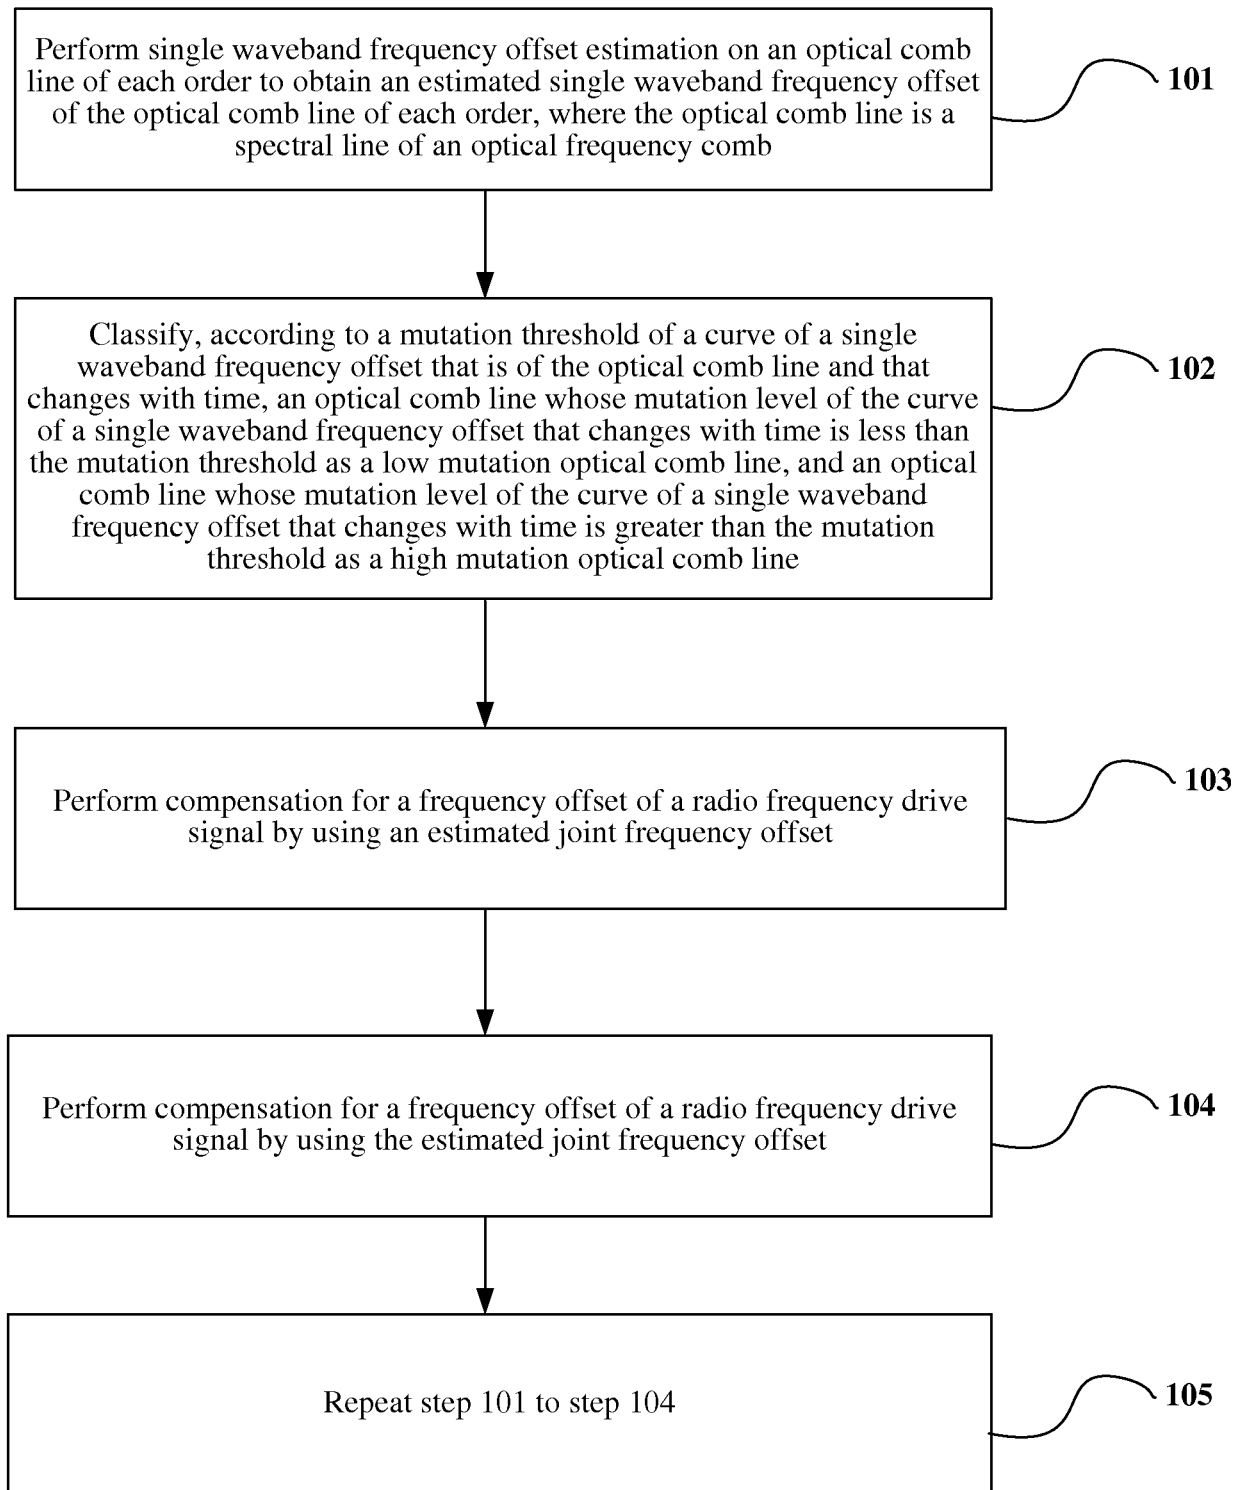 Perform single waveband frequency offset estimation on an optical comb
line of each order to obtain an estimated single waveband frequency offset
of the optical comb line of each order, where the optical comb line is a
spectral line of an optical frequency comb
101
Classify, according to a mutation threshold of a curve of a single
waveband frequency offset that is of the optical comb line and that
changes with time, an optical comb line whose mutation level of the curve
of a single waveband frequency offset that changes with time is less than
the mutation threshold as a low mutation optical comb line, and an optical
comb line whose mutation level of the curve of a single waveband
frequency offset that changes with time is greater than the mutation
threshold as a high mutation optical comb line
102
Perform compensation for a frequency offset of a radio frequency drive
signal by using an estimated joint frequency offset
103
Perform compensation for a frequency offset of a radio frequency drive
signal by using the estimated joint frequency offset
104
Repeat step 101 to step 104
105